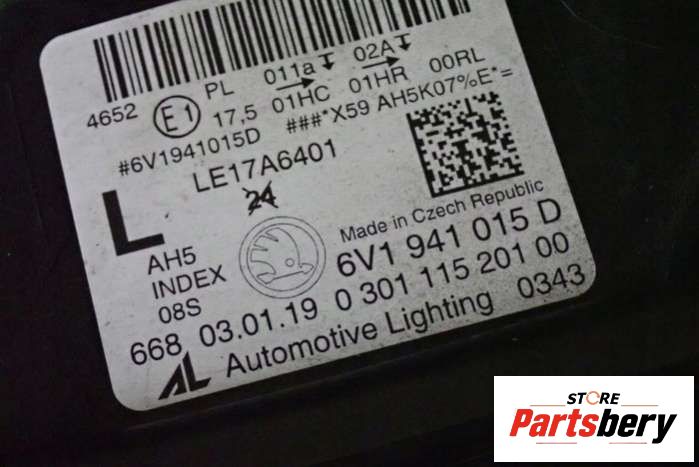 4652 E1 PL 011a 02A
17,5 01HC 01HR 00RL
#6V1941015D ###*X59 AH5K07%E*=
LE17A6401
24
L
Made in Czech Republic
AH5
INDEX
08S
6V1 941 015 D
668 03.01.19 0 301 115 201 00
AL Automotive Lighting 0343
STORE
Partsbery